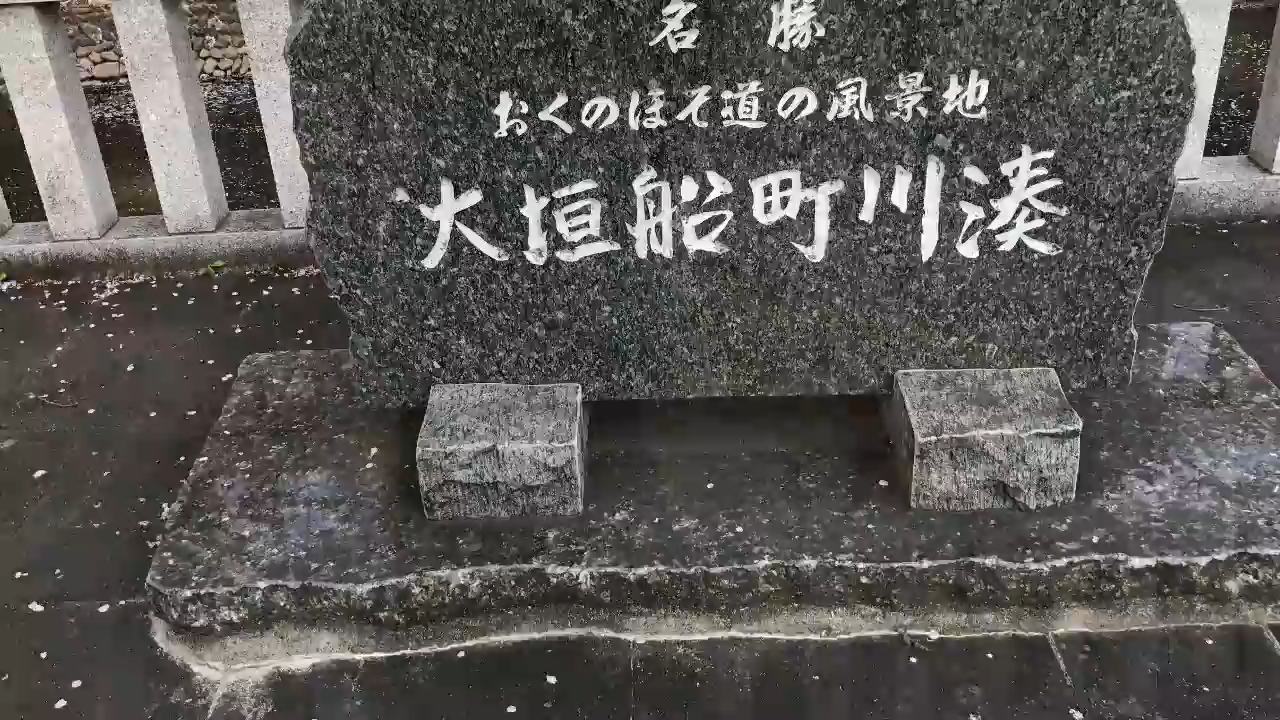 名勝
おくのほそ道の風景地
大垣船町川湊